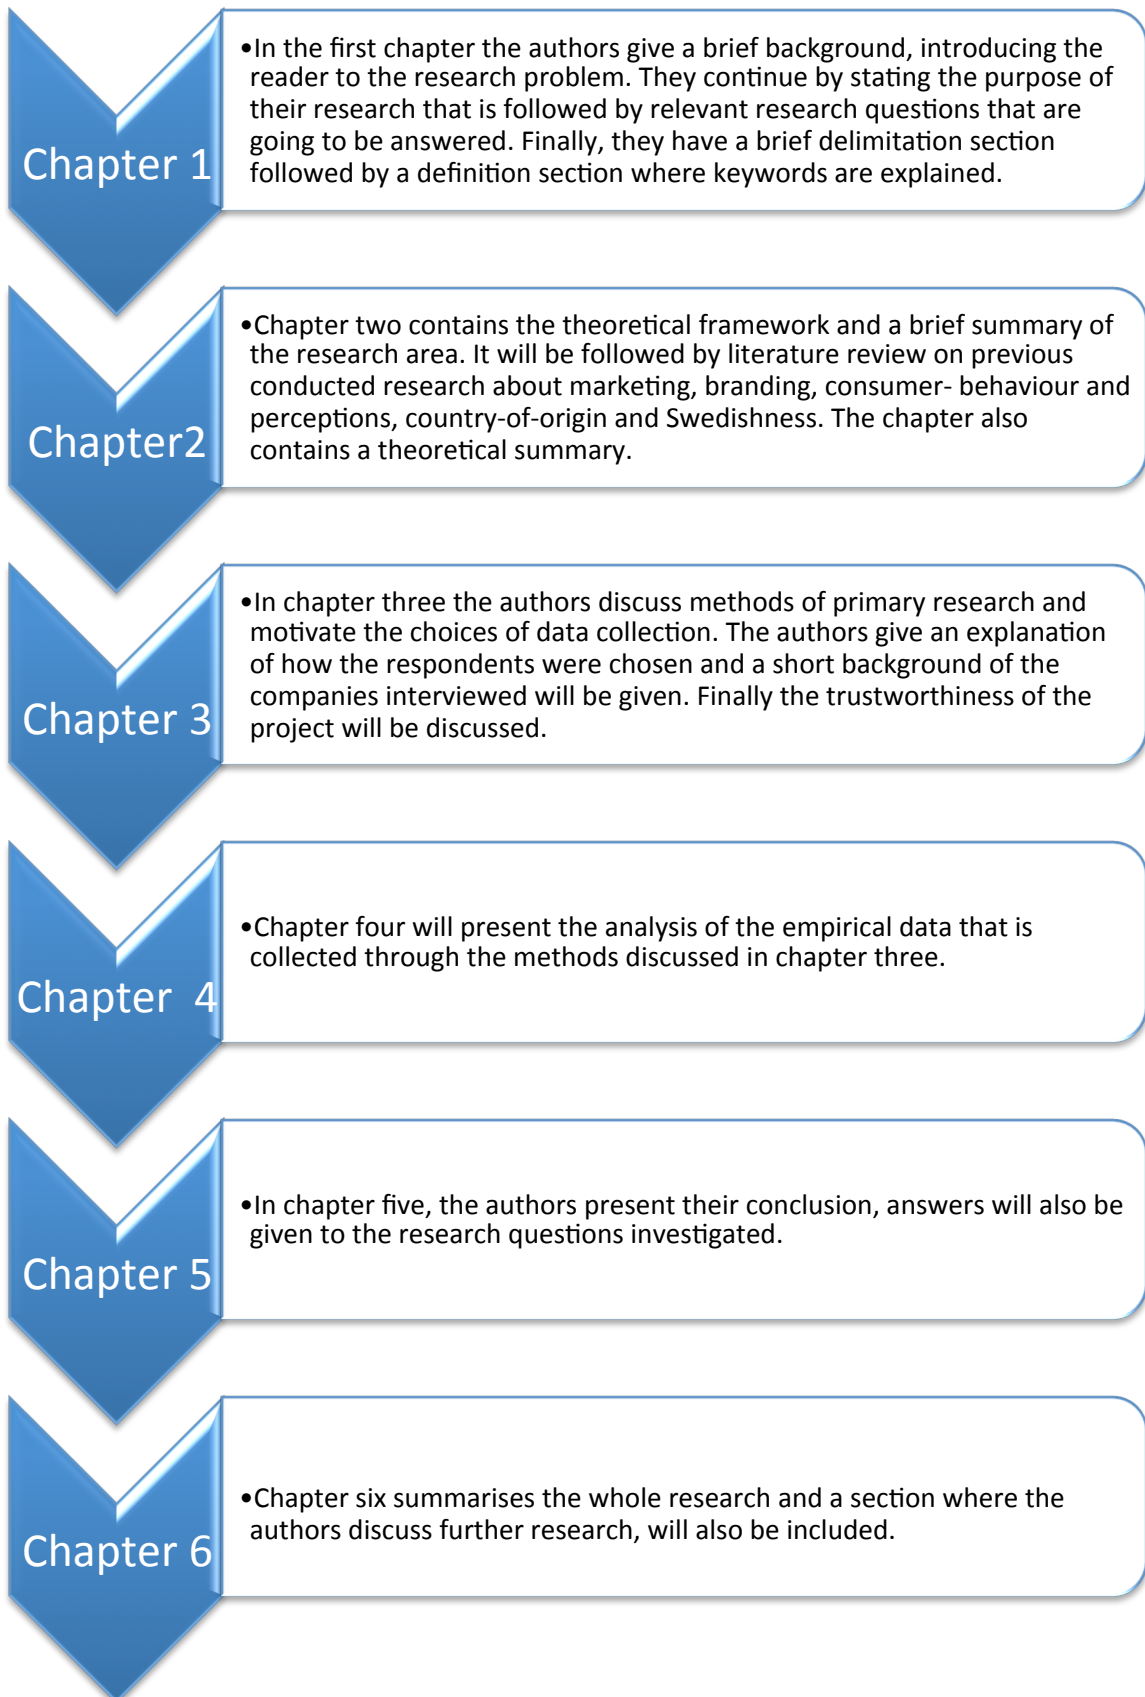 •In the first chapter the authors give a brief background, introducing the
reader to the research problem. They continue by stating the purpose of
their research that is followed by relevant research questions that are
going to be answered. Finally, they have a brief delimitation section
followed by a definition section where keywords are explained.
Chapter 1
•Chapter two contains the theoretical framework and a brief summary of
the research area. It will be followed by literature review on previous
conducted research about marketing, branding, consumer- behaviour and
perceptions, country-of-origin and Swedishness. The chapter also
contains a theoretical summary.
Chapter2
•In chapter three the authors discuss methods of primary research and
motivate the choices of data collection. The authors give an explanation
of how the respondents were chosen and a short background of the
companies interviewed will be given. Finally the trustworthiness of the
project will be discussed.
Chapter 3
•Chapter four will present the analysis of the empirical data that is
collected through the methods discussed in chapter three.
Chapter  4
•In chapter five, the authors present their conclusion, answers will also be
given to the research questions investigated.
Chapter 5
•Chapter six summarises the whole research and a section where the
authors discuss further research, will also be included.
Chapter 6